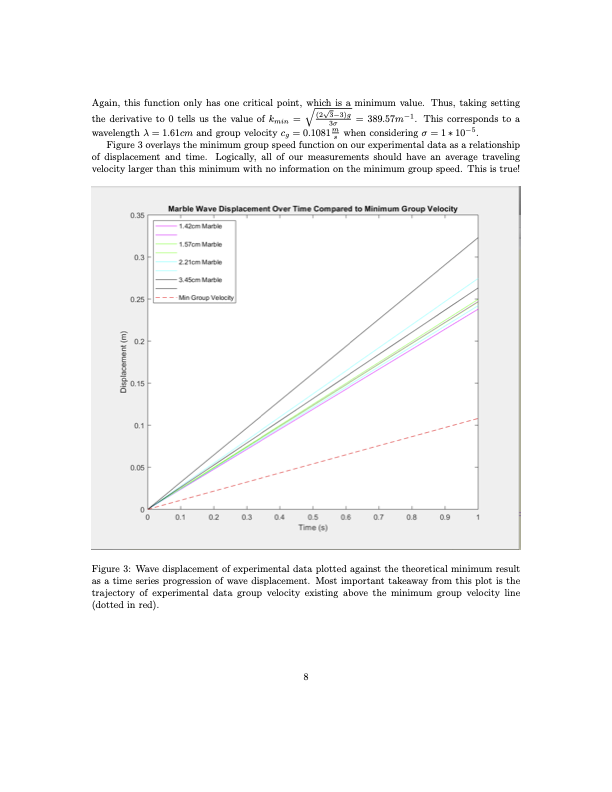 Again, this function only has one critical point, which is a minimum value. Thus, taking setting
the derivative to 0 tells us the value of k_min = √((2√3−3)g / 3σ) = 389.57m⁻¹. This corresponds to a
wavelength λ = 1.61cm and group velocity c_g = 0.1081 m/s when considering σ = 1 * 10⁻⁵.
Figure 3 overlays the minimum group speed function on our experimental data as a relationship
of displacement and time. Logically, all of our measurements should have an average traveling
velocity larger than this minimum with no information on the minimum group speed. This is true!
Marble Wave Displacement Over Time Compared to Minimum Group Velocity
1.42cm Marble
1.57cm Marble
2.21cm Marble
3.45cm Marble
Min Group Velocity
Displacement (m)
0.35
0.3
0.25
0.2
0.15
0.1
0.05
0
0 0.1 0.2 0.3 0.4 0.5 0.6 0.7 0.8 0.9 1
Time (s)
Figure 3: Wave displacement of experimental data plotted against the theoretical minimum result
as a time series progression of wave displacement. Most important takeaway from this plot is the
trajectory of experimental data group velocity existing above the minimum group velocity line
(dotted in red).
8